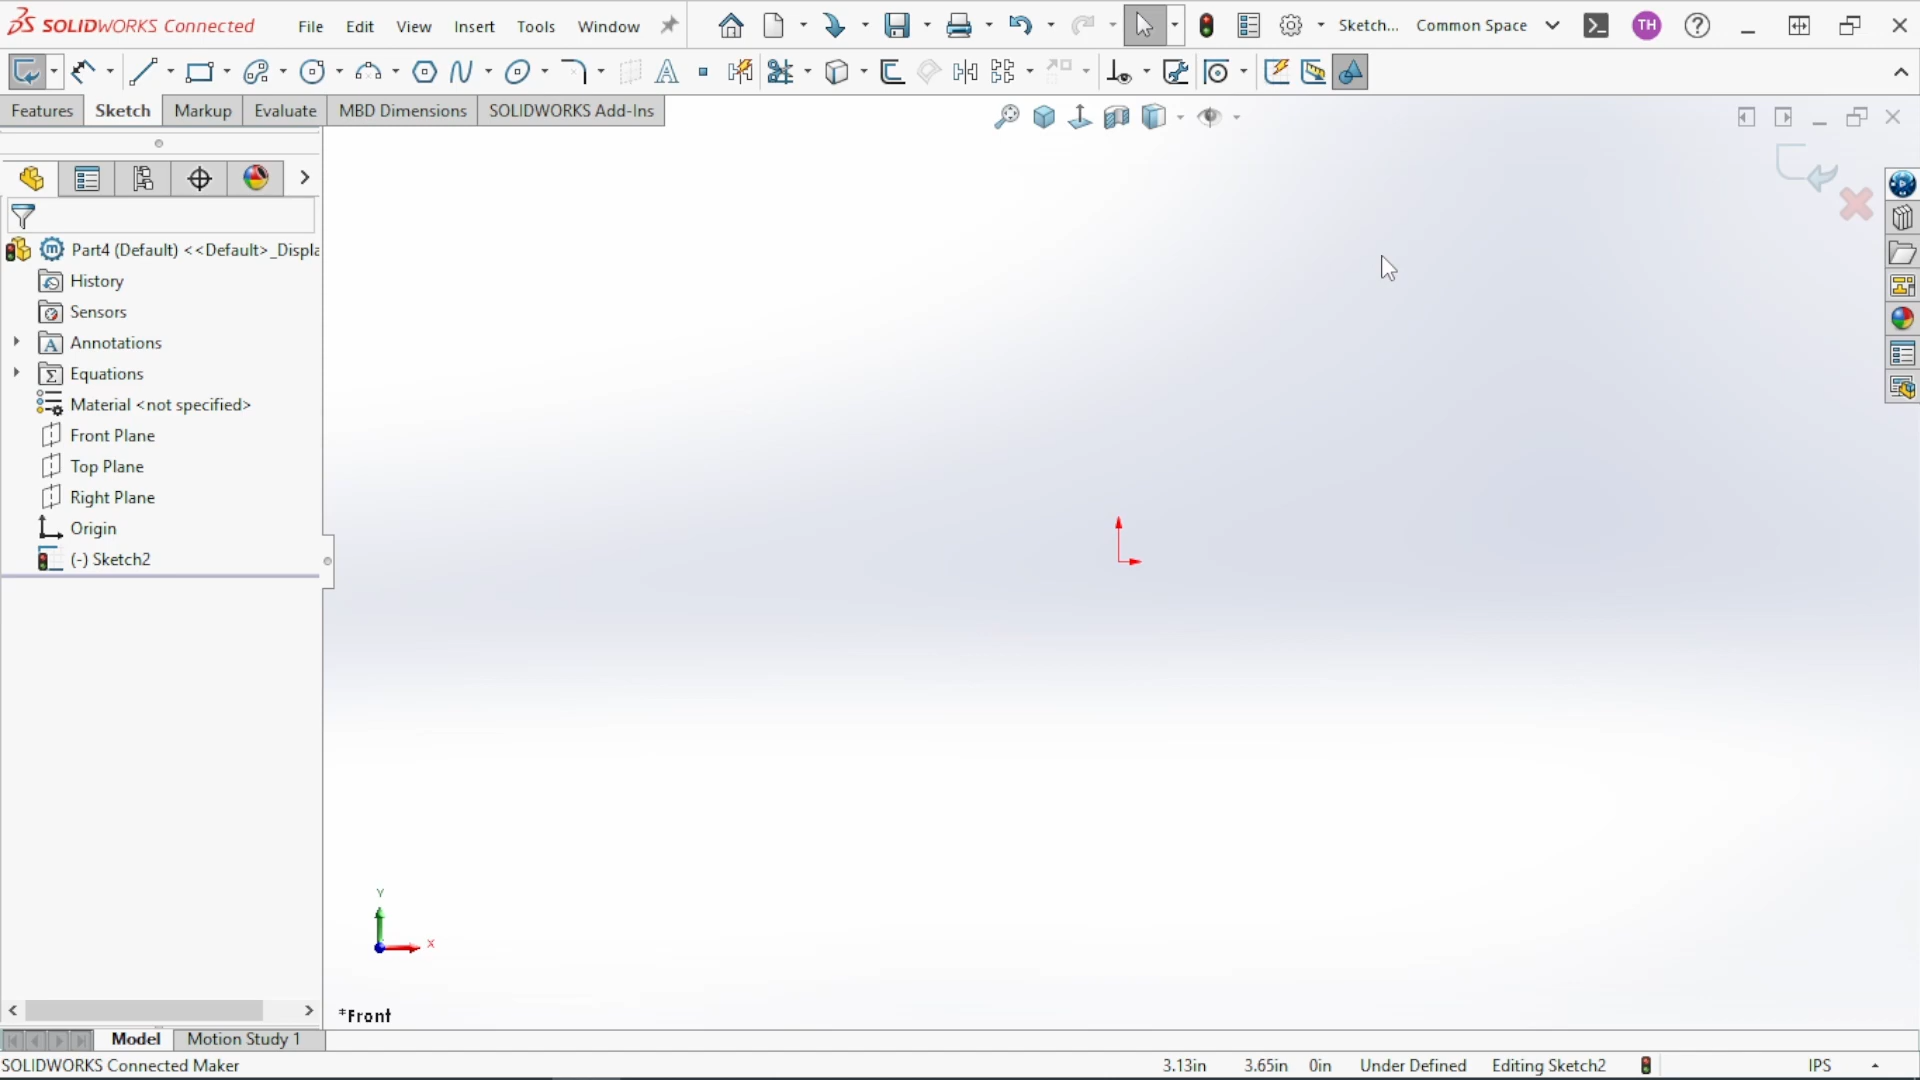 SOLIDWORKS Connected
File Edit View Insert Tools Window
Sketch... Common Space
TH
Features Sketch Markup Evaluate MBD Dimensions SOLIDWORKS Add-Ins
Part4 (Default) <<Default>_Displa
History
Sensors
Annotations
Equations
Material <not specified>
Front Plane
Top Plane
Right Plane
Origin
(-) Sketch2
Y
X
*Front
Model Motion Study 1
SOLIDWORKS Connected Maker
3.13in 3.65in 0in Under Defined Editing Sketch2 IPS